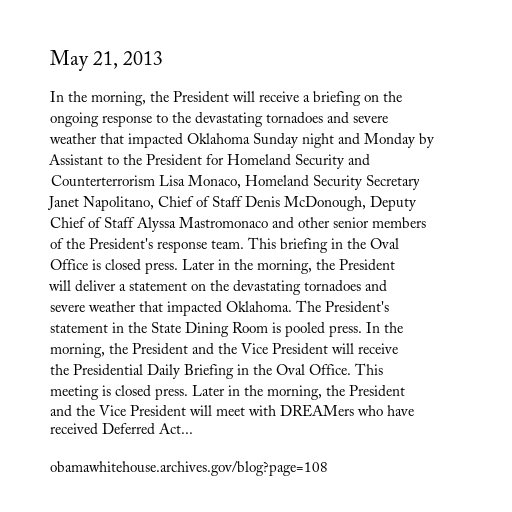 May 21, 2013
In the morning, the President will receive a briefing on the
ongoing response to the devastating tornadoes and severe
weather that impacted Oklahoma Sunday night and Monday by
Assistant to the President for Homeland Security and
Counterterrorism Lisa Monaco, Homeland Security Secretary
Janet Napolitano, Chief of Staff Denis McDonough, Deputy
Chief of Staff Alyssa Mastromonaco and other senior members
of the President's response team. This briefing in the Oval
Office is closed press. Later in the morning, the President
will deliver a statement on the devastating tornadoes and
severe weather that impacted Oklahoma. The President's
statement in the State Dining Room is pooled press. In the
morning, the President and the Vice President will receive
the Presidential Daily Briefing in the Oval Office. This
meeting is closed press. Later in the morning, the President
and the Vice President will meet with DREAMers who have
received Deferred Act...
obamawhitehouse.archives.gov/blog?page=108